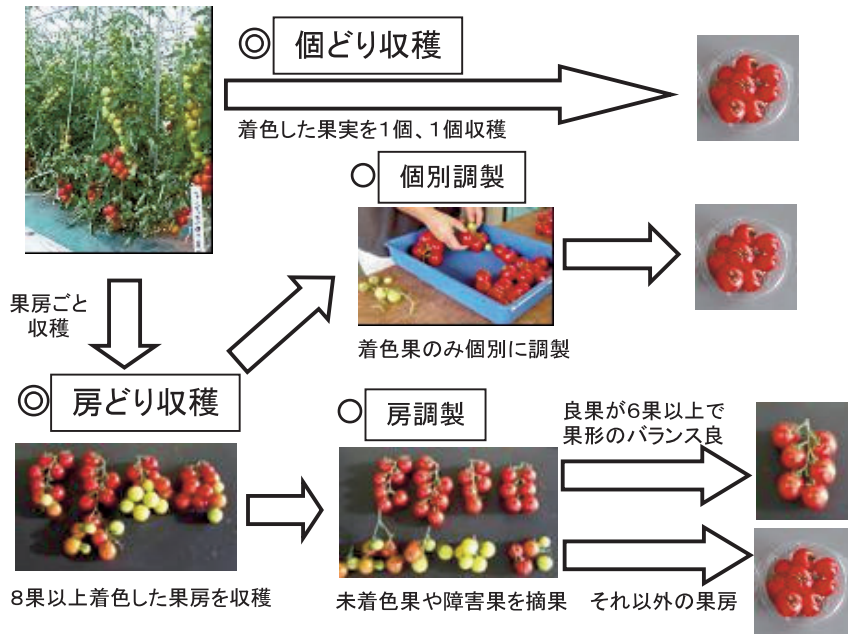 ◎ 個どり収穫
着色した果実を１個、１個収穫
○ 個別調製
着色果のみ個別に調製
果房ごと
収穫
◎ 房どり収穫
８果以上着色した果房を収穫
○ 房調製
未着色果や障害果を摘果
良果が６果以上で
果形のバランス良
それ以外の果房